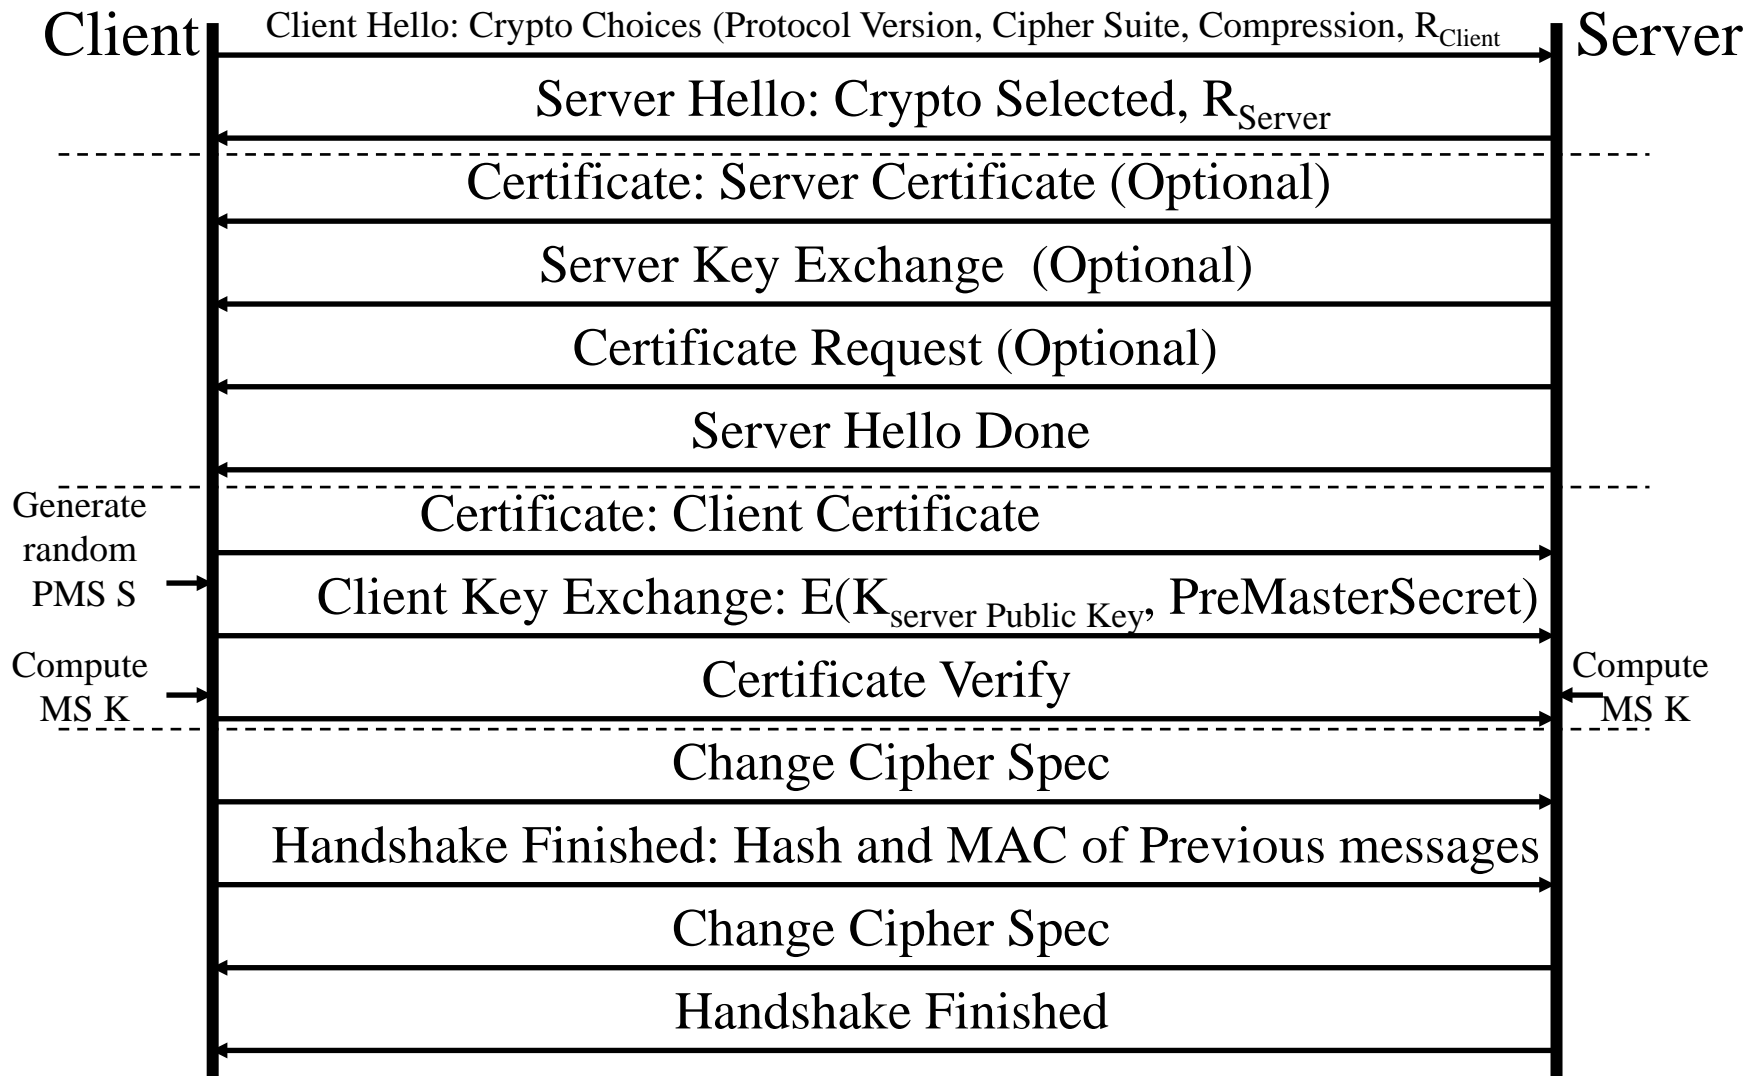 Client
Client Hello: Crypto Choices (Protocol Version, Cipher Suite, Compression, R_Client
Server
Server Hello: Crypto Selected, R_Server
Certificate: Server Certificate (Optional)
Server Key Exchange (Optional)
Certificate Request (Optional)
Server Hello Done
Generate
random
PMS S
Certificate: Client Certificate
Client Key Exchange: E(K_server Public Key, PreMasterSecret)
Compute
MS K
Certificate Verify
Compute
MS K
Change Cipher Spec
Handshake Finished: Hash and MAC of Previous messages
Change Cipher Spec
Handshake Finished